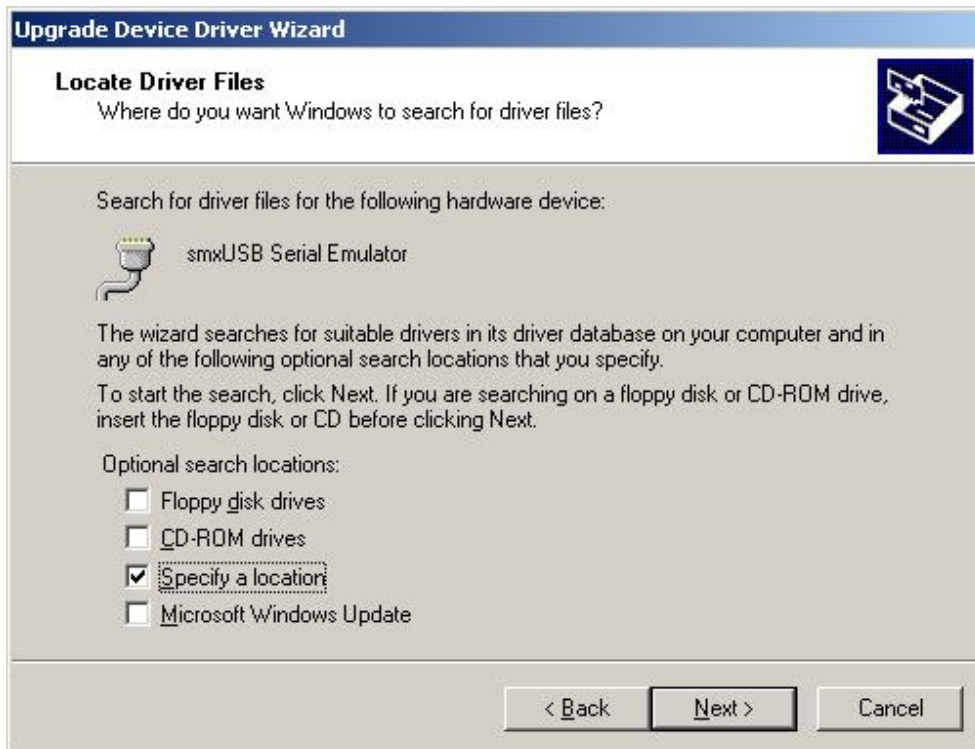 Upgrade Device Driver Wizard
Locate Driver Files
Where do you want Windows to search for driver files?
Search for driver files for the following hardware device:
smxUSB Serial Emulator
The wizard searches for suitable drivers in its driver database on your computer and in
any of the following optional search locations that you specify.
To start the search, click Next. If you are searching on a floppy disk or CD-ROM drive,
insert the floppy disk or CD before clicking Next.
Optional search locations:
Floppy disk drives
CD-ROM drives
Specify a location
Microsoft Windows Update
< Back Next > Cancel